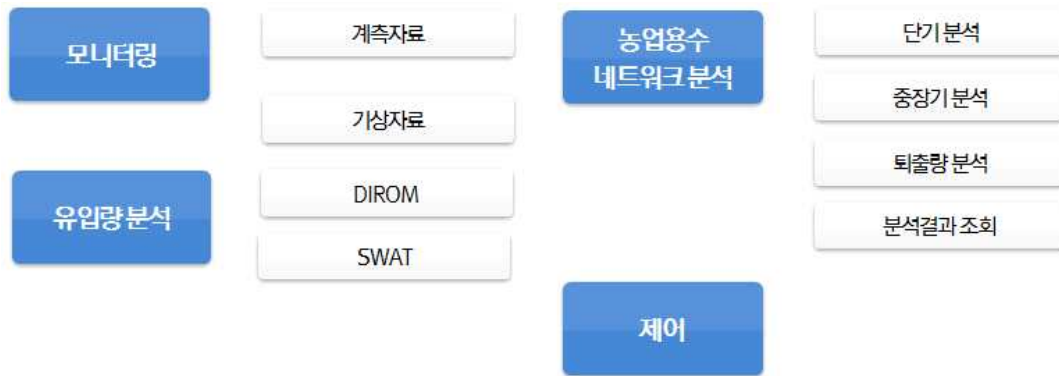 모니터링
계측자료
기상자료
유입량 분석
DIROM
SWAT
농업용수
네트워크 분석
단기 분석
중장기 분석
퇴출량 분석
분석결과 조회
제어